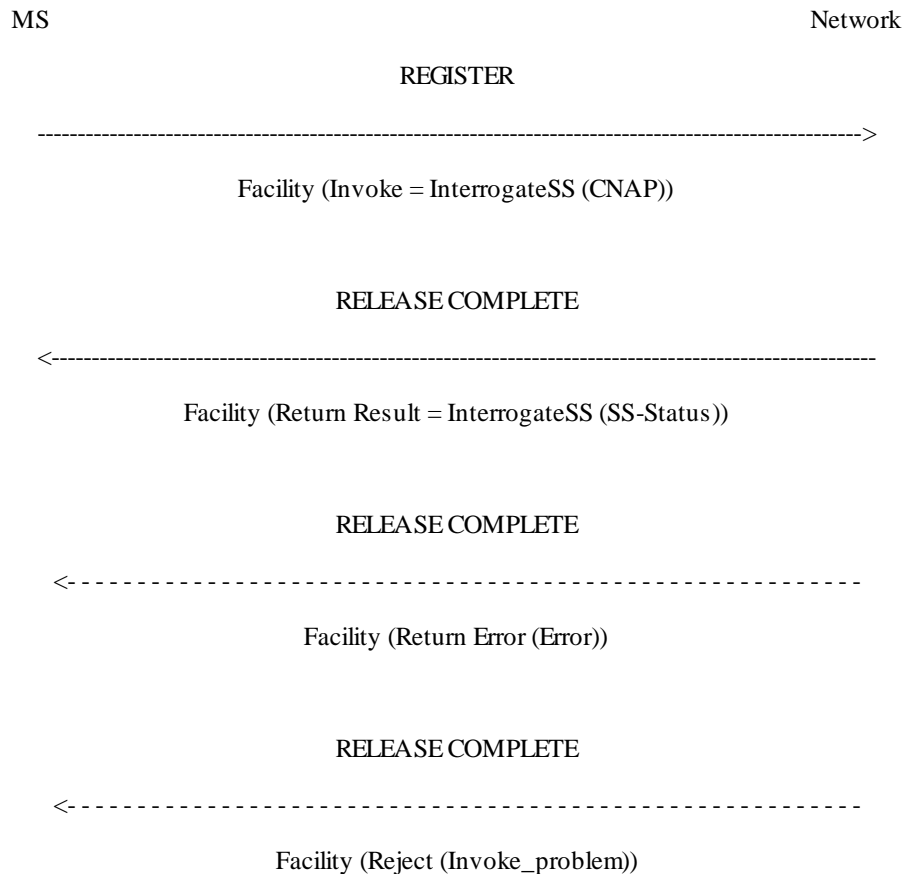 MS Network
REGISTER
------------------------------------------------------------------------------------------------------->
Facility (Invoke = InterrogateSS (CNAP))
RELEASE COMPLETE
<-------------------------------------------------------------------------------------------------------
Facility (Return Result = InterrogateSS (SS-Status))
RELEASE COMPLETE
<- - - - - - - - - - - - - - - - - - - - - - - - - - - - - - - - - - - - - - - - - - - - - - - - - - - - - - - - -
Facility (Return Error (Error))
RELEASE COMPLETE
<- - - - - - - - - - - - - - - - - - - - - - - - - - - - - - - - - - - - - - - - - - - - - - - - - - - - - - - - -
Facility (Reject (Invoke_problem))